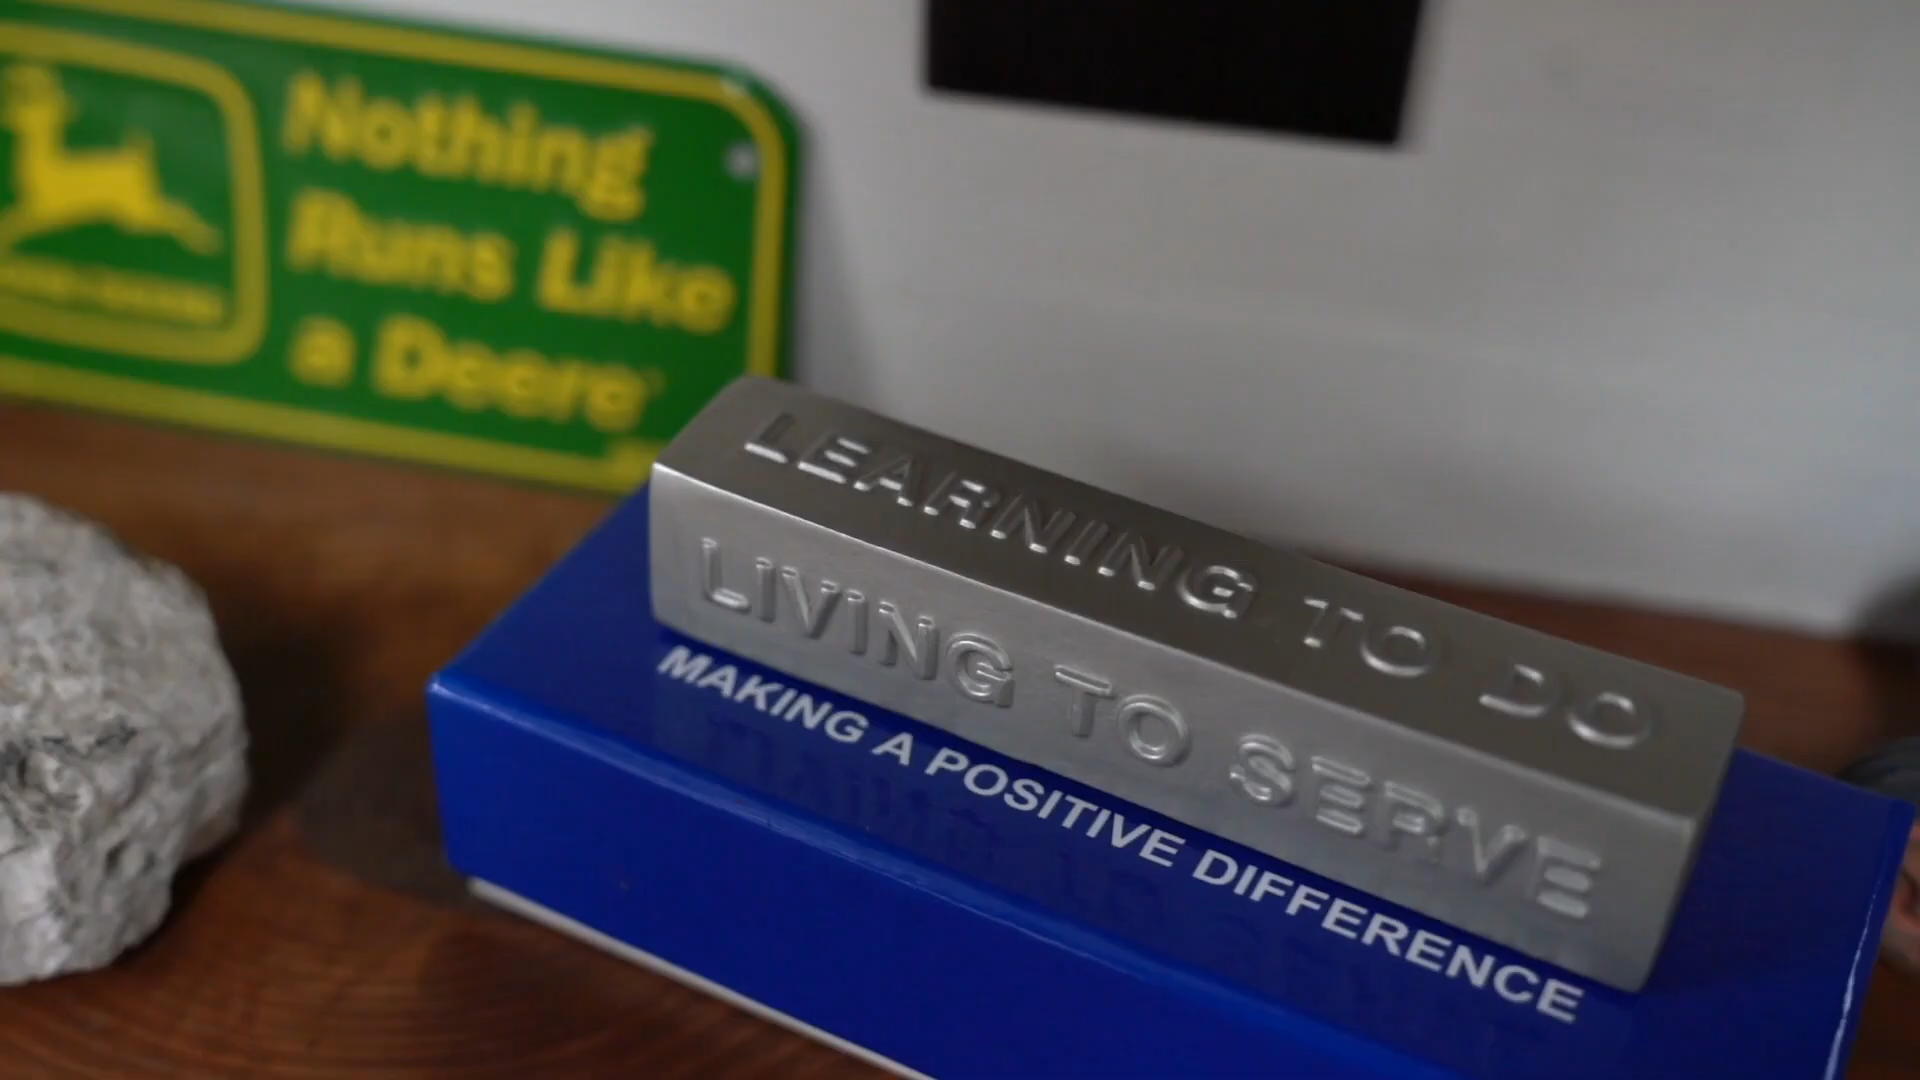 Nothing
Runs Like
a Deere
LEARNING TO DO
LIVING TO SERVE
MAKING A POSITIVE DIFFERENCE